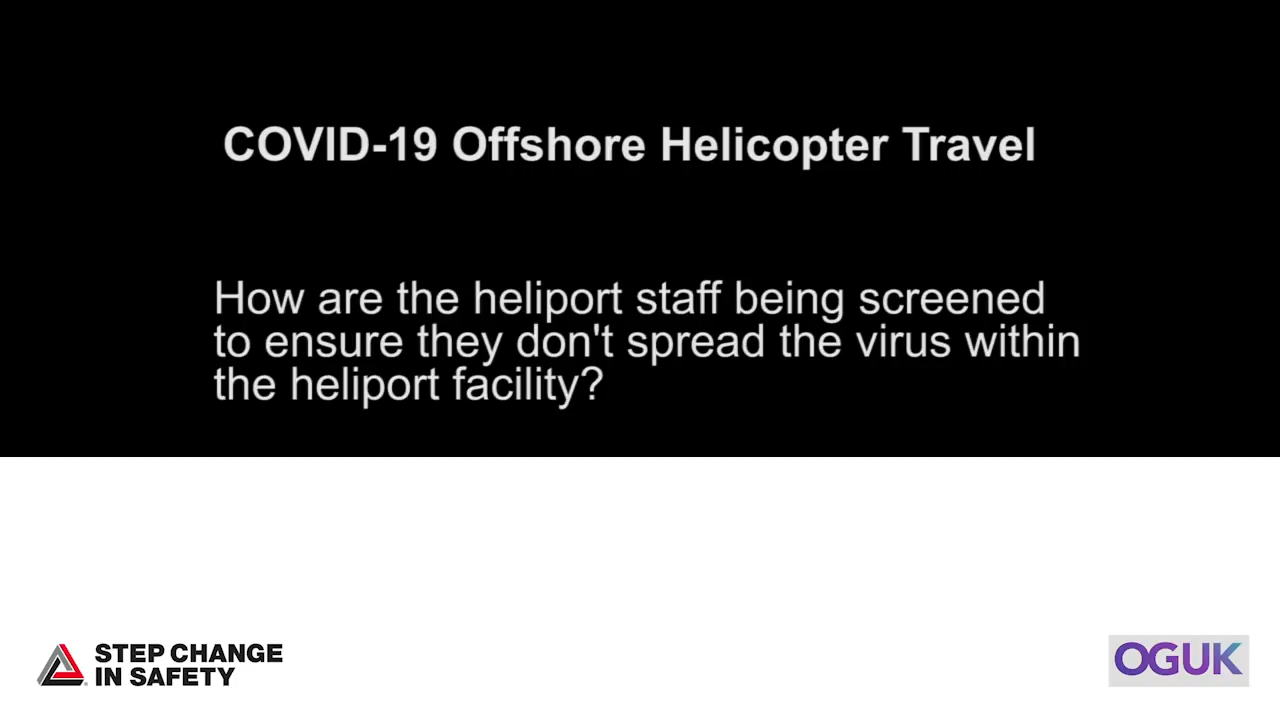 COVID-19 Offshore Helicopter Travel
How are the heliport staff being screened
to ensure they don't spread the virus within
the heliport facility?
STEP CHANGE
IN SAFETY
OGUK